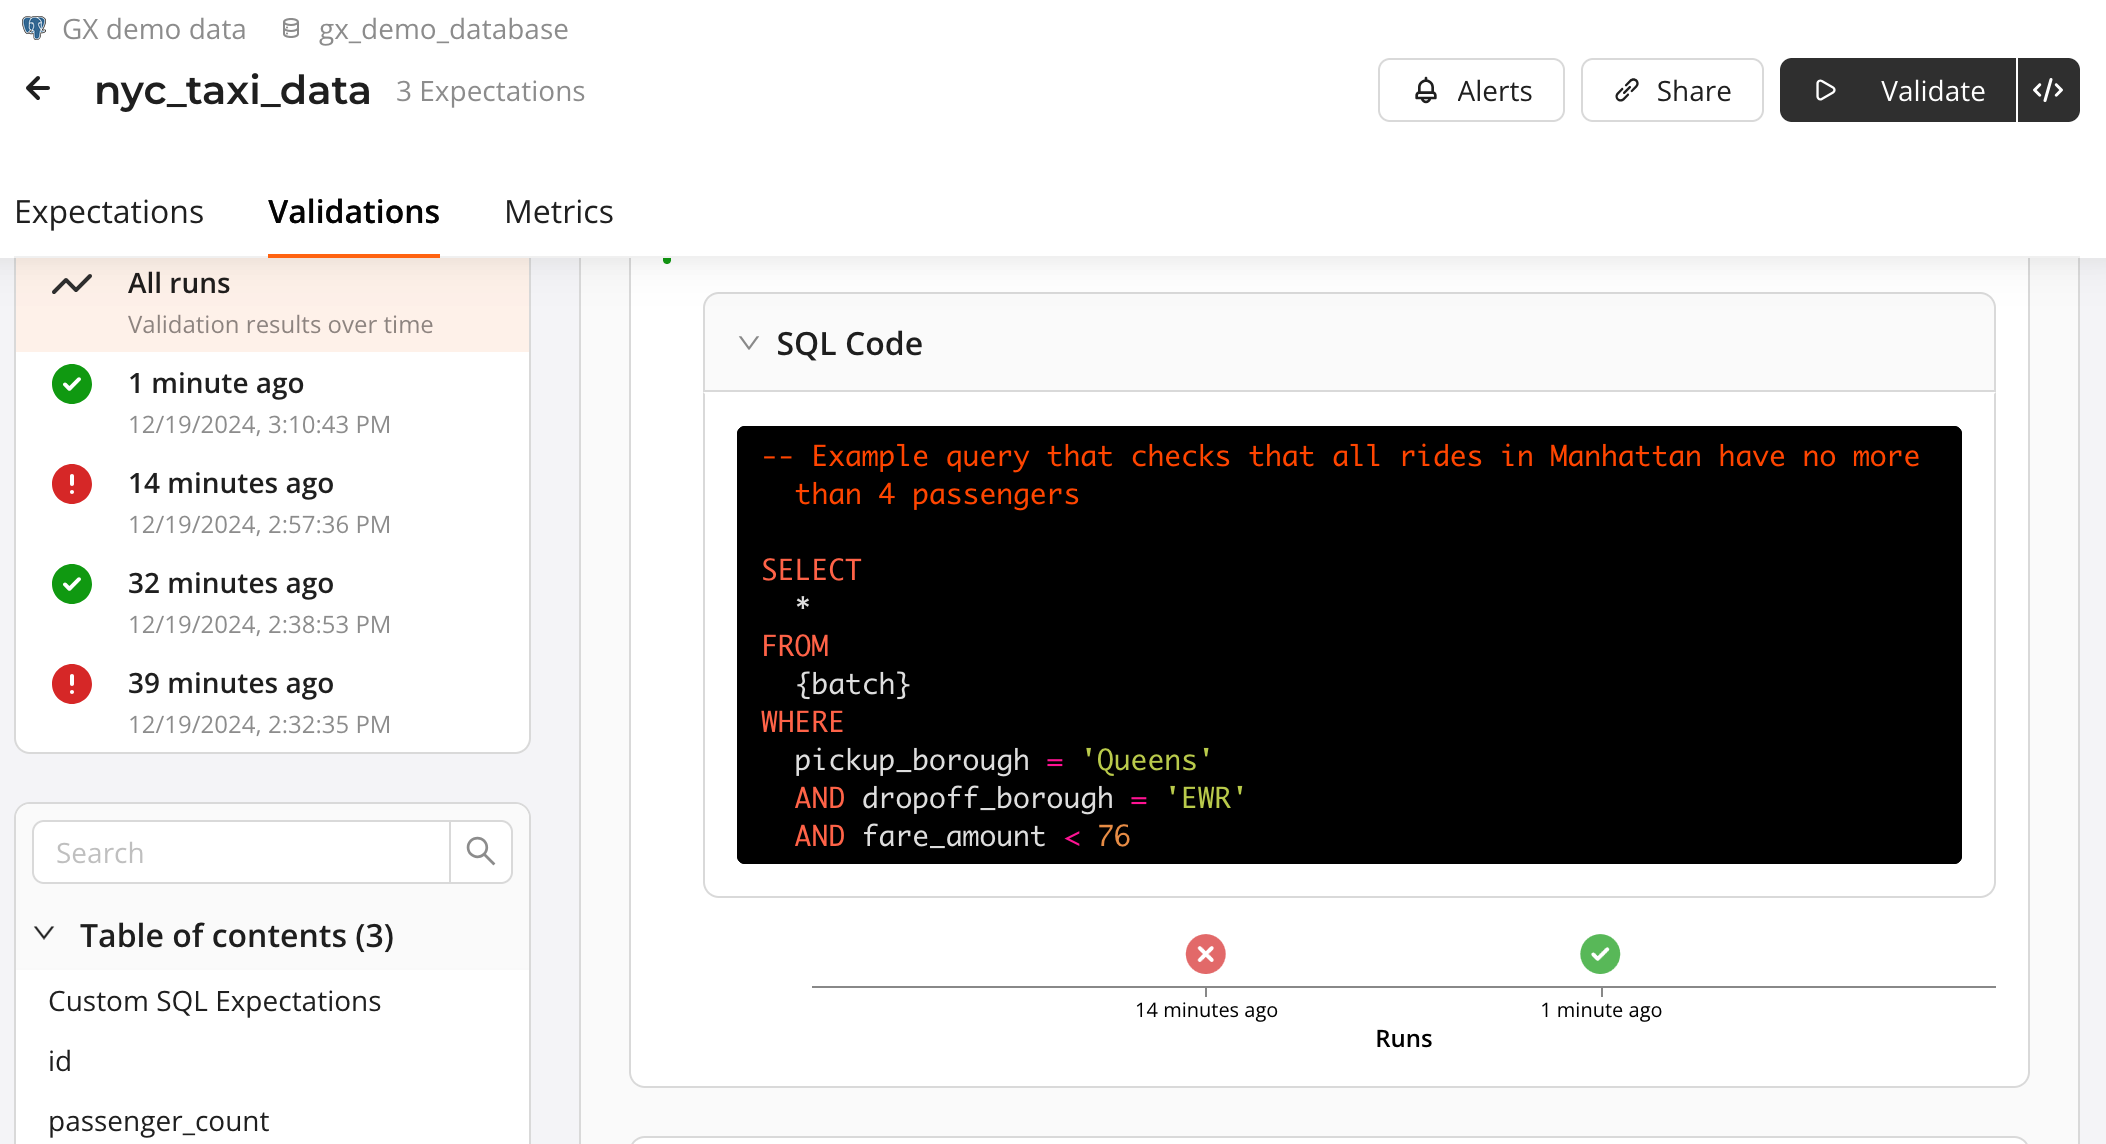 GX demo data gx_demo_database
nyc_taxi_data 3 Expectations
Alerts
Share
Validate
</>
Expectations
Validations
Metrics
All runs
Validation results over time
1 minute ago
12/19/2024, 3:10:43 PM
14 minutes ago
12/19/2024, 2:57:36 PM
32 minutes ago
12/19/2024, 2:38:53 PM
39 minutes ago
12/19/2024, 2:32:35 PM
Search
Table of contents (3)
Custom SQL Expectations
id
passenger_count
SQL Code
-- Example query that checks that all rides in Manhattan have no more
than 4 passengers
SELECT
*
FROM
{batch}
WHERE
pickup_borough = 'Queens'
AND dropoff_borough = 'EWR'
AND fare_amount < 76
14 minutes ago
1 minute ago
Runs